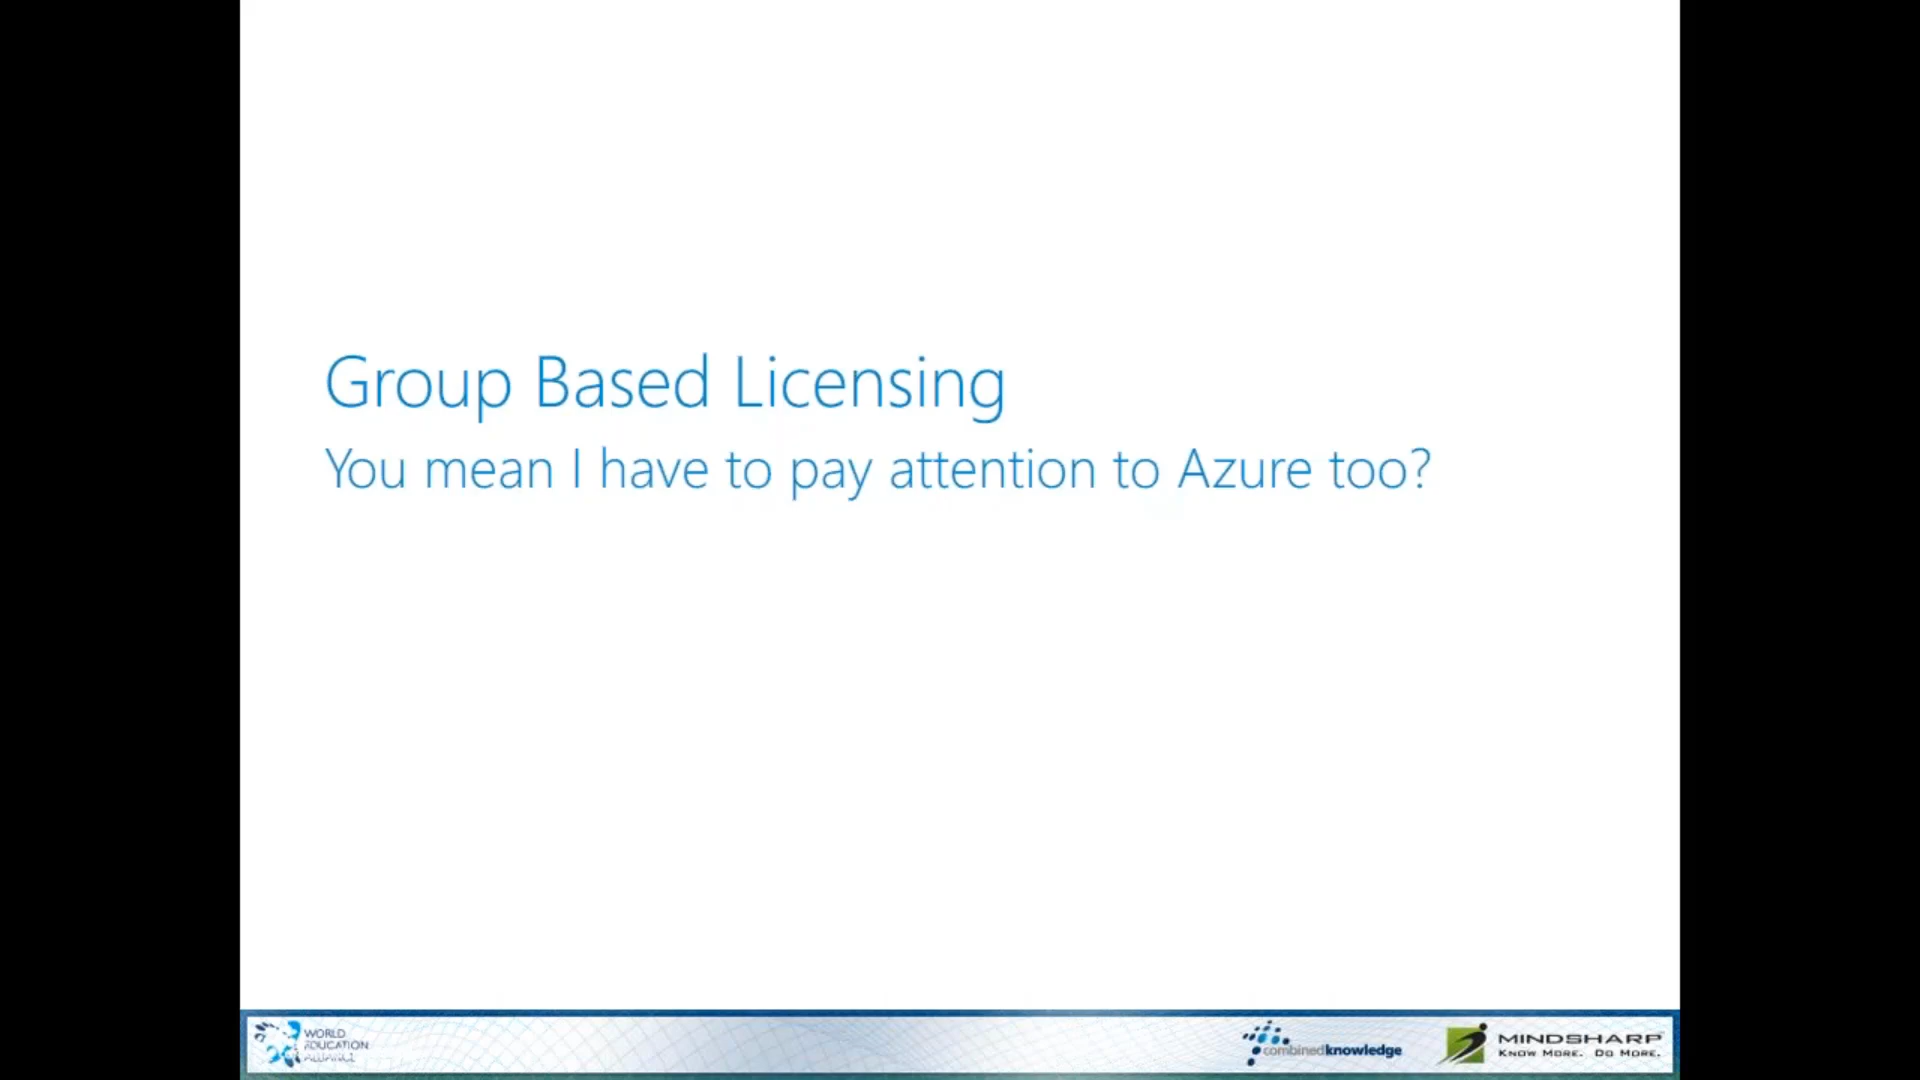 Group Based Licensing
You mean I have to pay attention to Azure too?
WORLD
EDUCATION
ALLIANCE
combinedknowledge
MINDSHARP
KNOW MORE. DO MORE.